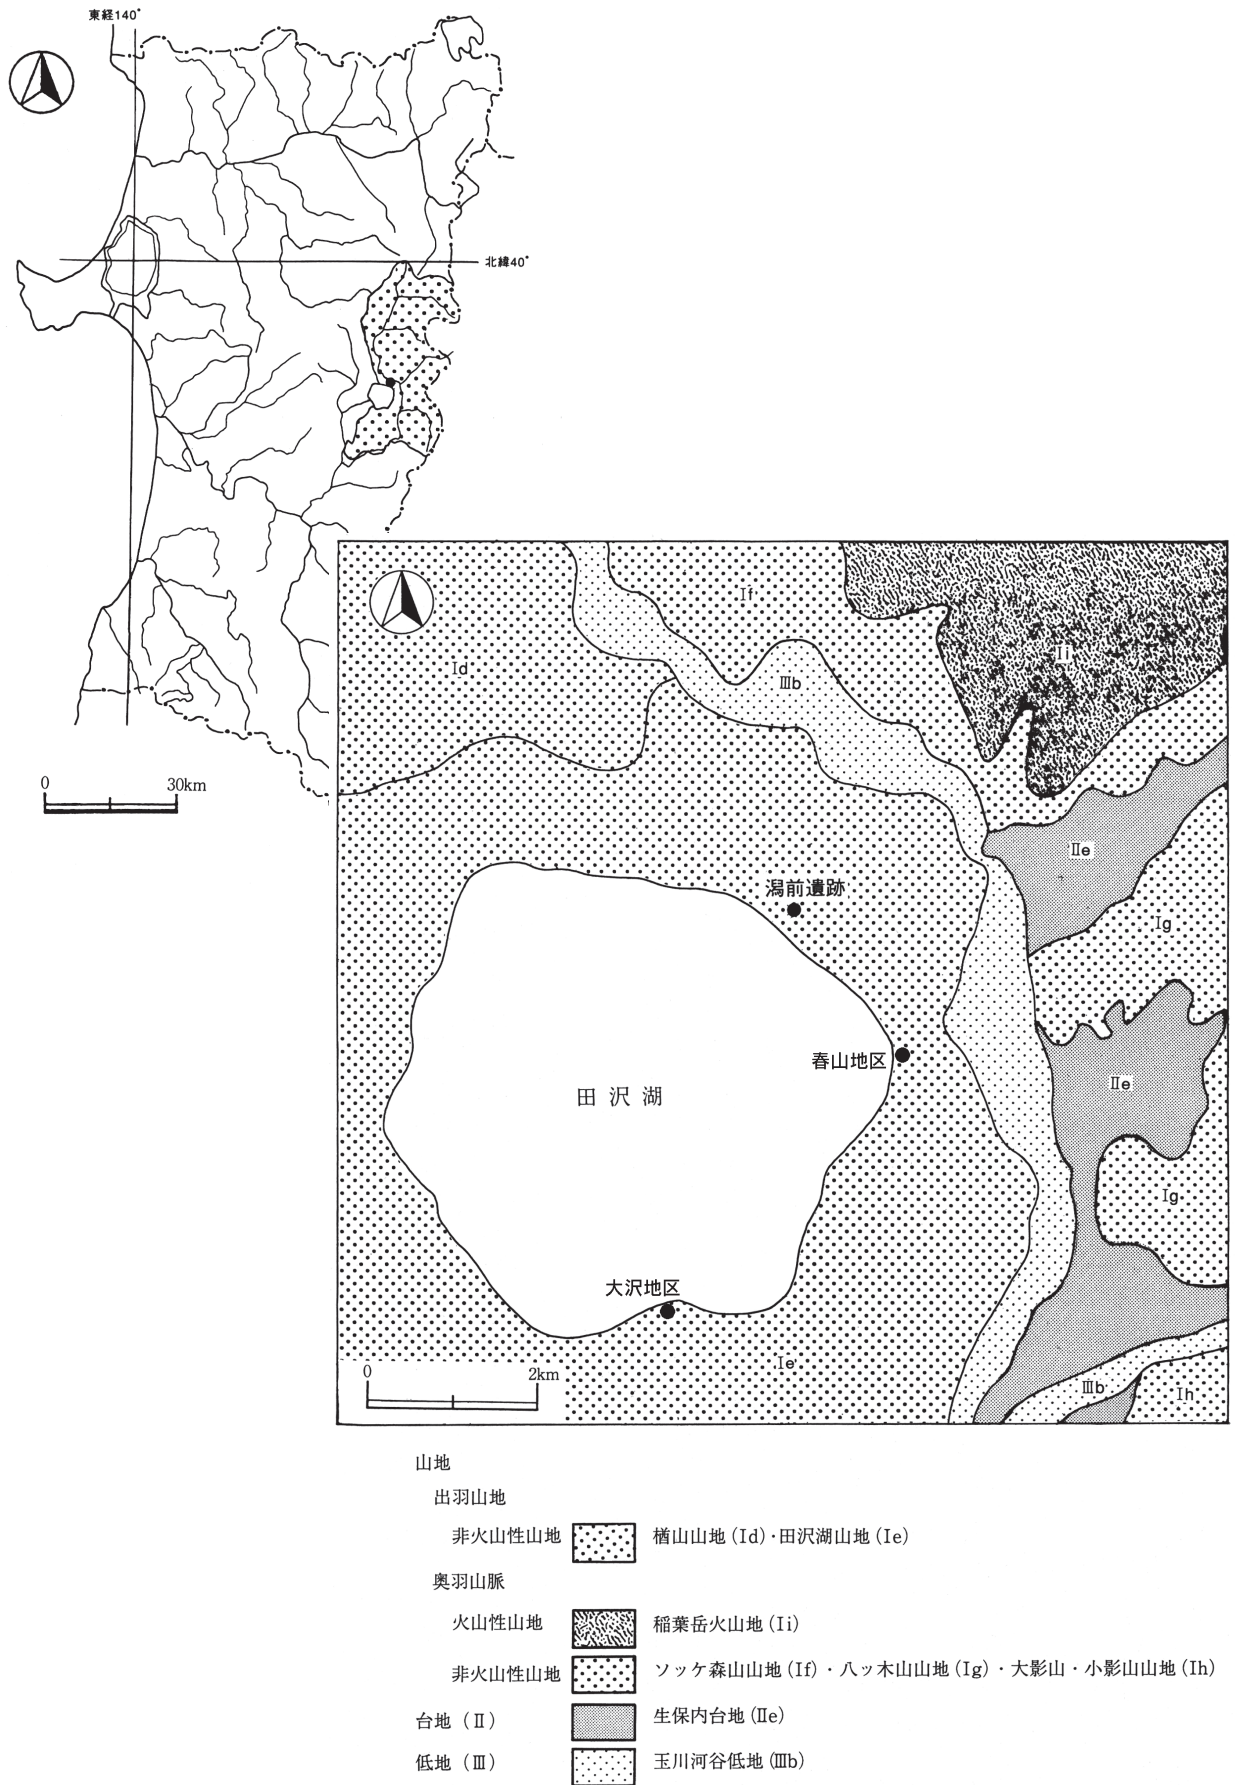 東経140°
北緯40°
0 30km
If
Ii
Id
Ⅲb
Ⅱe
潟前遺跡
Ig
春山地区
Ⅱe
田沢湖
Ig
大沢地区
Ie
0 2km
Ⅲb
Ih
山地
出羽山地
非火山性山地 楢山山地(Id)・田沢湖山地(Ie)
奥羽山脈
火山性山地 稲葉岳火山地(Ii)
非火山性山地 ソッケ森山山地(If)・八ッ木山山地(Ig)・大影山・小影山山地(Ih)
台地(Ⅱ) 生保内台地(Ⅱe)
低地(Ⅲ) 玉川河谷低地(Ⅲb)